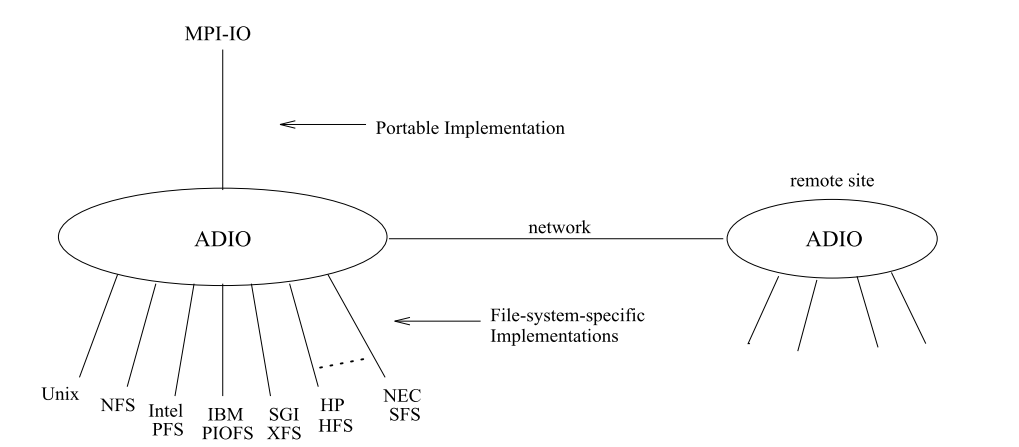 MPI-IO
Portable Implementation
remote site
ADIO
network
ADIO
File-system-specific
Implementations
Unix
NFS
Intel
PFS
IBM
PIOFS
SGI
XFS
HP
HFS
NEC
SFS